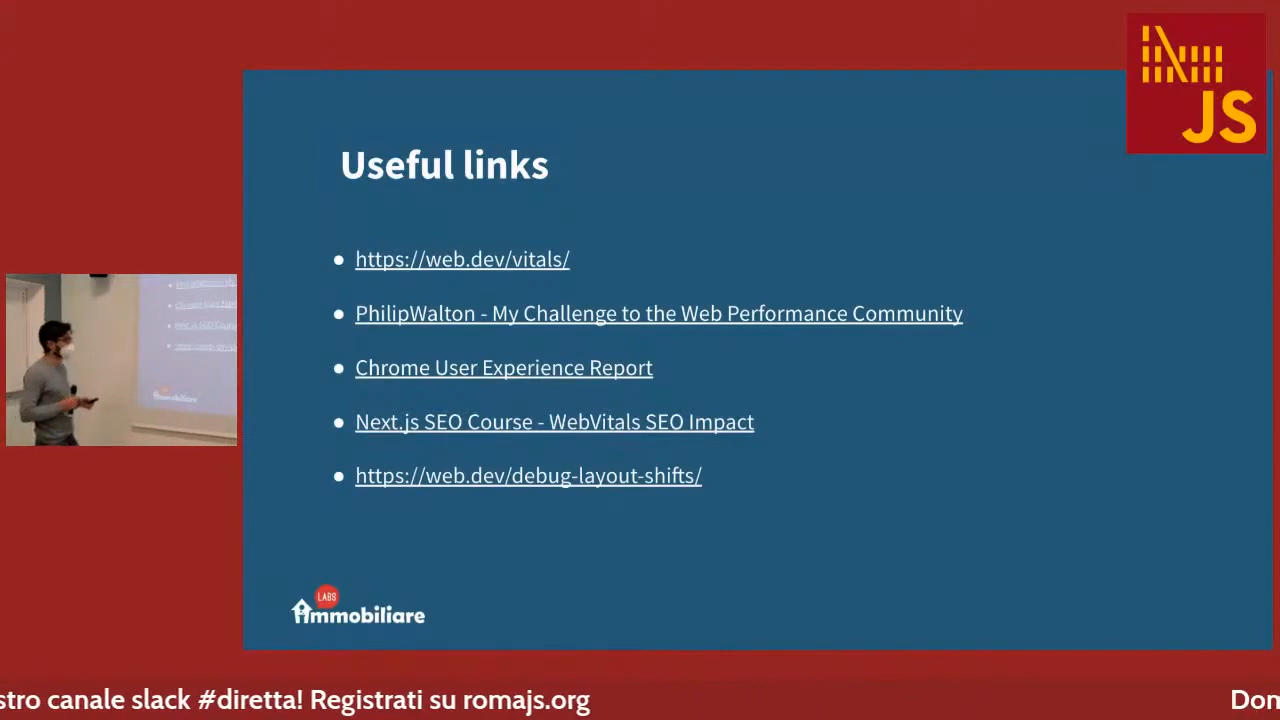 JS
Useful links
https://web.dev/vitals/
PhilipWalton - My Challenge to the Web Performance Community
Chrome User Experience Report
Next.js SEO Course - WebVitals SEO Impact
https://web.dev/debug-layout-shifts/
LABS
immobiliare
stro canale slack #diretta! Registrati su romajs.org
Don